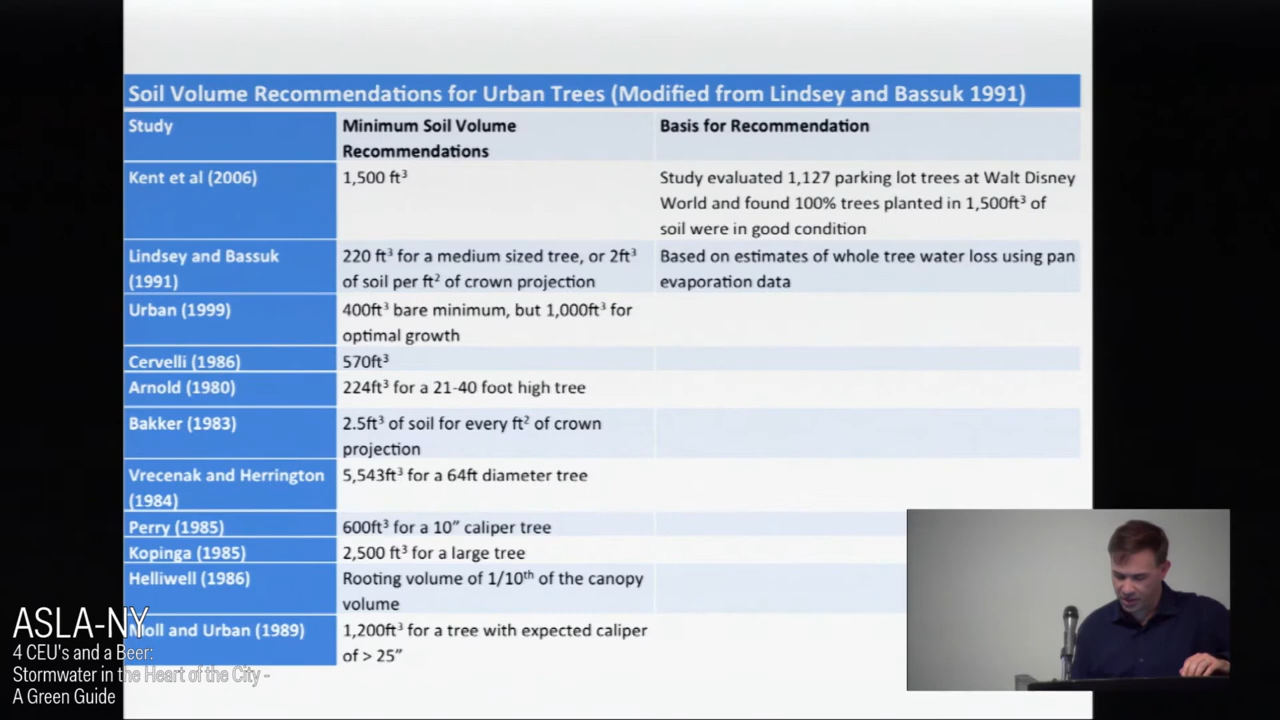 Soil Volume Recommendations for Urban Trees (Modified from Lindsey and Bassuk 1991)
Study
Minimum Soil Volume
Recommendations
Basis for Recommendation
Kent et al (2006)
1,500 ft³
Study evaluated 1,127 parking lot trees at Walt Disney
World and found 100% trees planted in 1,500ft³ of
soil were in good condition
Lindsey and Bassuk
(1991)
220 ft³ for a medium sized tree, or 2ft³
of soil per ft² of crown projection
Based on estimates of whole tree water loss using pan
evaporation data
Urban (1999)
400ft³ bare minimum, but 1,000ft³ for
optimal growth
Cervelli (1986)
570ft³
Arnold (1980)
224ft³ for a 21-40 foot high tree
Bakker (1983)
2.5ft³ of soil for every ft² of crown
projection
Vrecenak and Herrington
(1984)
5,543ft³ for a 64ft diameter tree
Perry (1985)
600ft³ for a 10” caliper tree
Kopinga (1985)
2,500 ft³ for a large tree
Helliwell (1986)
Rooting volume of 1/10th of the canopy
volume
Moll and Urban (1989)
1,200ft³ for a tree with expected caliper
of > 25”
ASLA-NY
4 CEU's and a Beer:
Stormwater in the Heart of the City -
A Green Guide